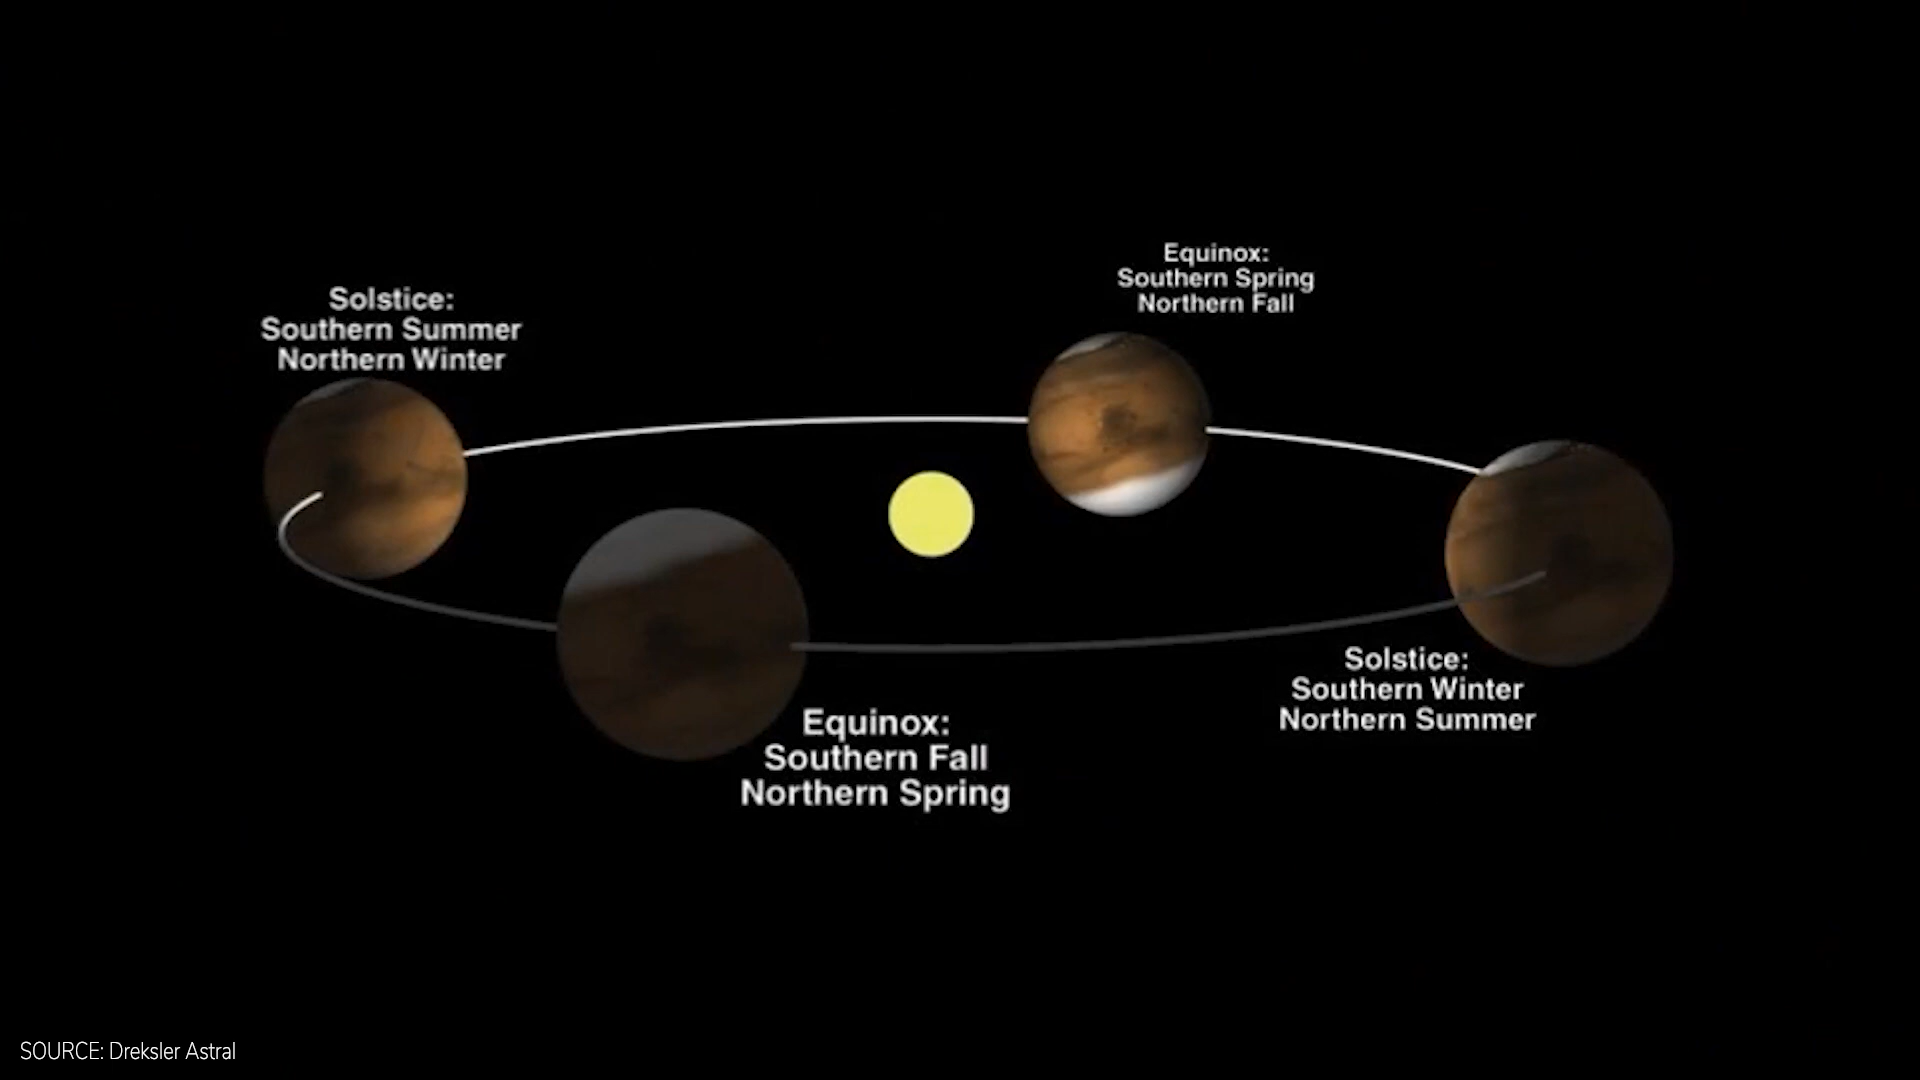 Equinox:
Southern Spring
Northern Fall
Solstice:
Southern Summer
Northern Winter
Solstice:
Southern Winter
Northern Summer
Equinox:
Southern Fall
Northern Spring
SOURCE: Dreksler Astral